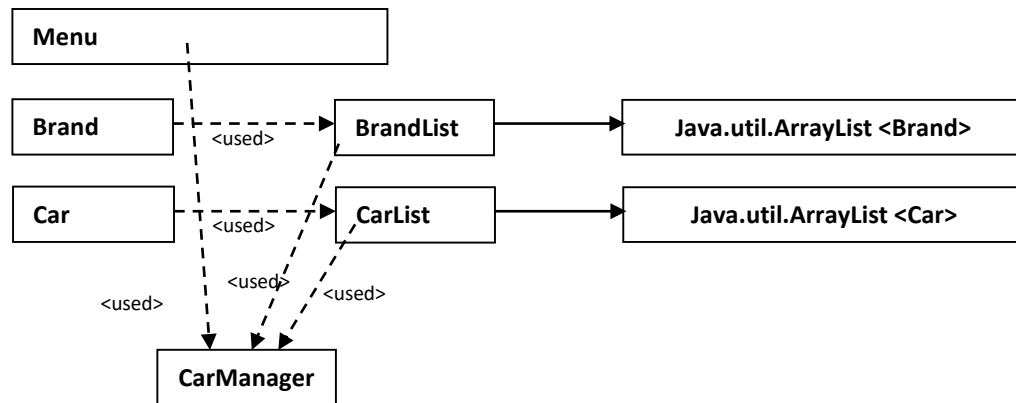 Menu
Brand
<used>
BrandList
Java.util.ArrayList <Brand>
Car
<used>
CarList
Java.util.ArrayList <Car>
<used>
<used>
<used>
CarManager